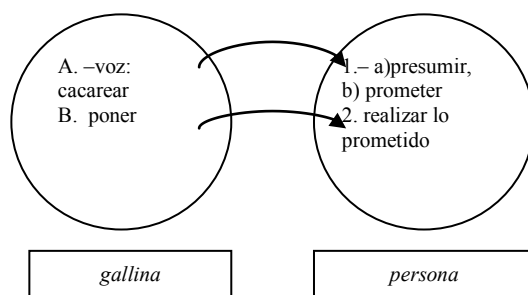 A. –voz:
cacarear
B. poner
1.– a)presumir,
b) prometer
2. realizar lo
prometido
gallina
persona